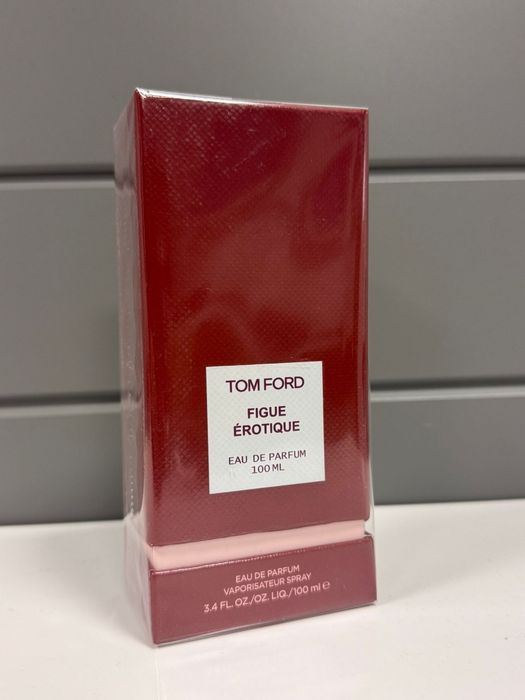 TOM FORD
FIGUE
ÉROTIQUE
EAU DE PARFUM
100 ML
EAU DE PARFUM
VAPORISATEUR SPRAY
3.4 FL. OZ./OZ. LIQ./100 ml ℮